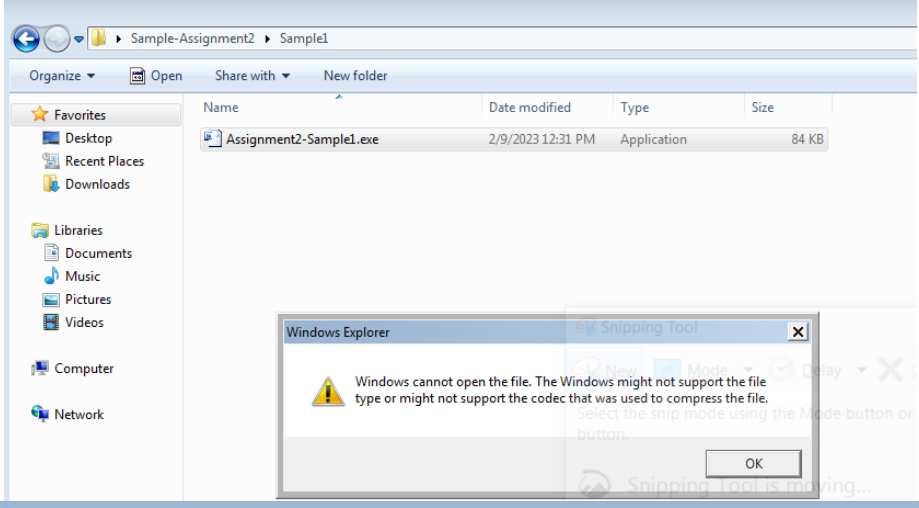 Sample-Assignment2 Sample1
Organize Open Share with New folder
Name Date modified Type Size
Favorites
Assignment2-Sample1.exe 2/9/2023 12:31 PM Application 84 KB
Desktop
Recent Places
Downloads
Libraries
Documents
Music
Pictures
Videos
Computer
Network
Windows Explorer
Windows cannot open the file. The Windows might not support the file
type or might not support the codec that was used to compress the file.
OK
Snipping Tool
New Mode Delay
Select the snip mode using the Mode button or
button.
Snipping Tool is moving...